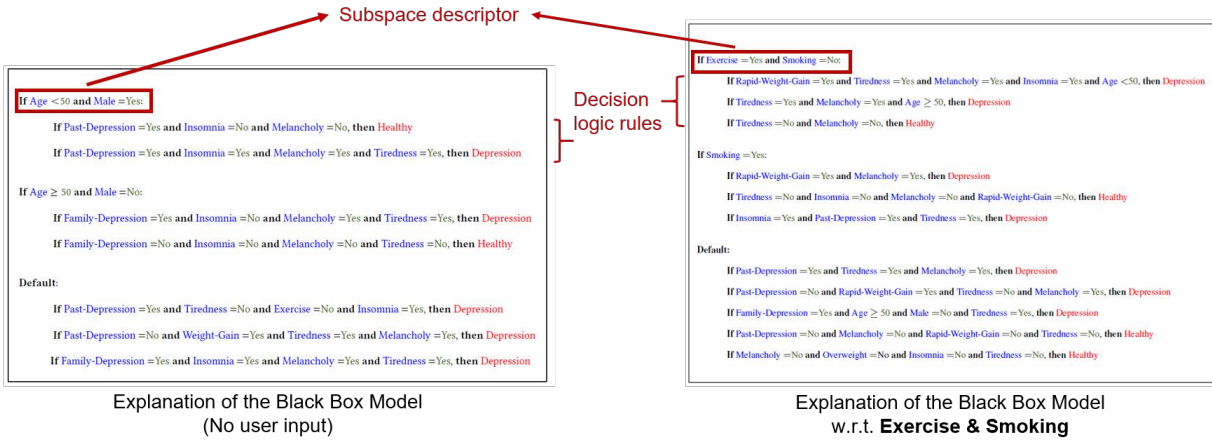 Subspace descriptor
If Age <50 and Male =Yes:
If Past-Depression =Yes and Insomnia =No and Melancholy =No, then Healthy
If Past-Depression =Yes and Insomnia =Yes and Melancholy =Yes and Tiredness =Yes, then Depression
If Age ≥ 50 and Male =No:
If Family-Depression =Yes and Insomnia =No and Melancholy =Yes and Tiredness =Yes, then Depression
If Family-Depression =No and Insomnia =No and Melancholy =No and Tiredness =No, then Healthy
Default:
If Past-Depression =Yes and Tiredness =No and Exercise =No and Insomnia =Yes, then Depression
If Past-Depression =No and Weight-Gain =Yes and Tiredness =Yes and Melancholy =Yes, then Depression
If Family-Depression =Yes and Insomnia =Yes and Melancholy =Yes and Tiredness =Yes, then Depression
Explanation of the Black Box Model
(No user input)
Decision
logic rules
If Exercise =Yes and Smoking =No:
If Rapid-Weight-Gain =Yes and Tiredness =Yes and Melancholy =Yes and Insomnia =Yes and Age <50, then Depression
If Tiredness =Yes and Melancholy =Yes and Age ≥ 50, then Depression
If Tiredness =No and Melancholy =No, then Healthy
If Smoking =Yes:
If Rapid-Weight-Gain =Yes and Melancholy =Yes, then Depression
If Tiredness =No and Insomnia =No and Melancholy =No and Rapid-Weight-Gain =No, then Healthy
If Insomnia =Yes and Past-Depression =Yes and Tiredness =Yes, then Depression
Default:
If Past-Depression =Yes and Tiredness =Yes and Melancholy =Yes, then Depression
If Past-Depression =No and Rapid-Weight-Gain =Yes and Tiredness =No and Melancholy =Yes, then Depression
If Family-Depression =Yes and Age ≥ 50 and Male =No and Tiredness =Yes, then Depression
If Past-Depression =No and Melancholy =No and Rapid-Weight-Gain =No and Tiredness =No, then Healthy
If Melancholy =No and Overweight =No and Insomnia =No and Tiredness =No, then Healthy
Explanation of the Black Box Model
w.r.t. Exercise & Smoking